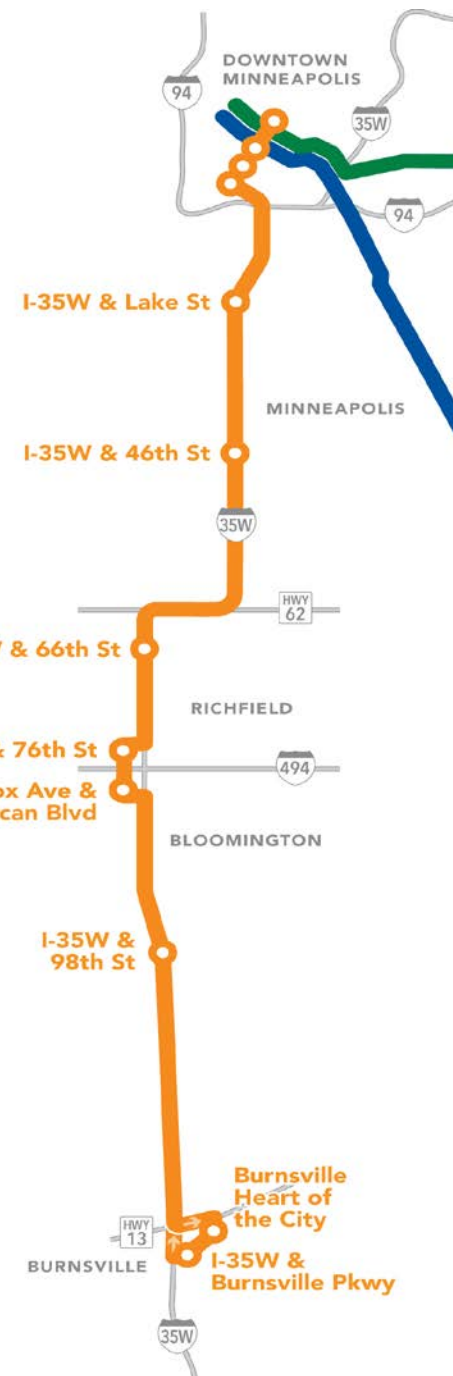 DOWNTOWN
MINNEAPOLIS
94
35W
94
I-35W & Lake St
MINNEAPOLIS
I-35W & 46th St
35W
HWY
62
& 66th St
RICHFIELD
& 76th St
494
Ave &
Blvd
BLOOMINGTON
I-35W &
98th St
Burnsville
Heart of
the City
HWY
13
BURNSVILLE
I-35W &
Burnsville Pkwy
35W